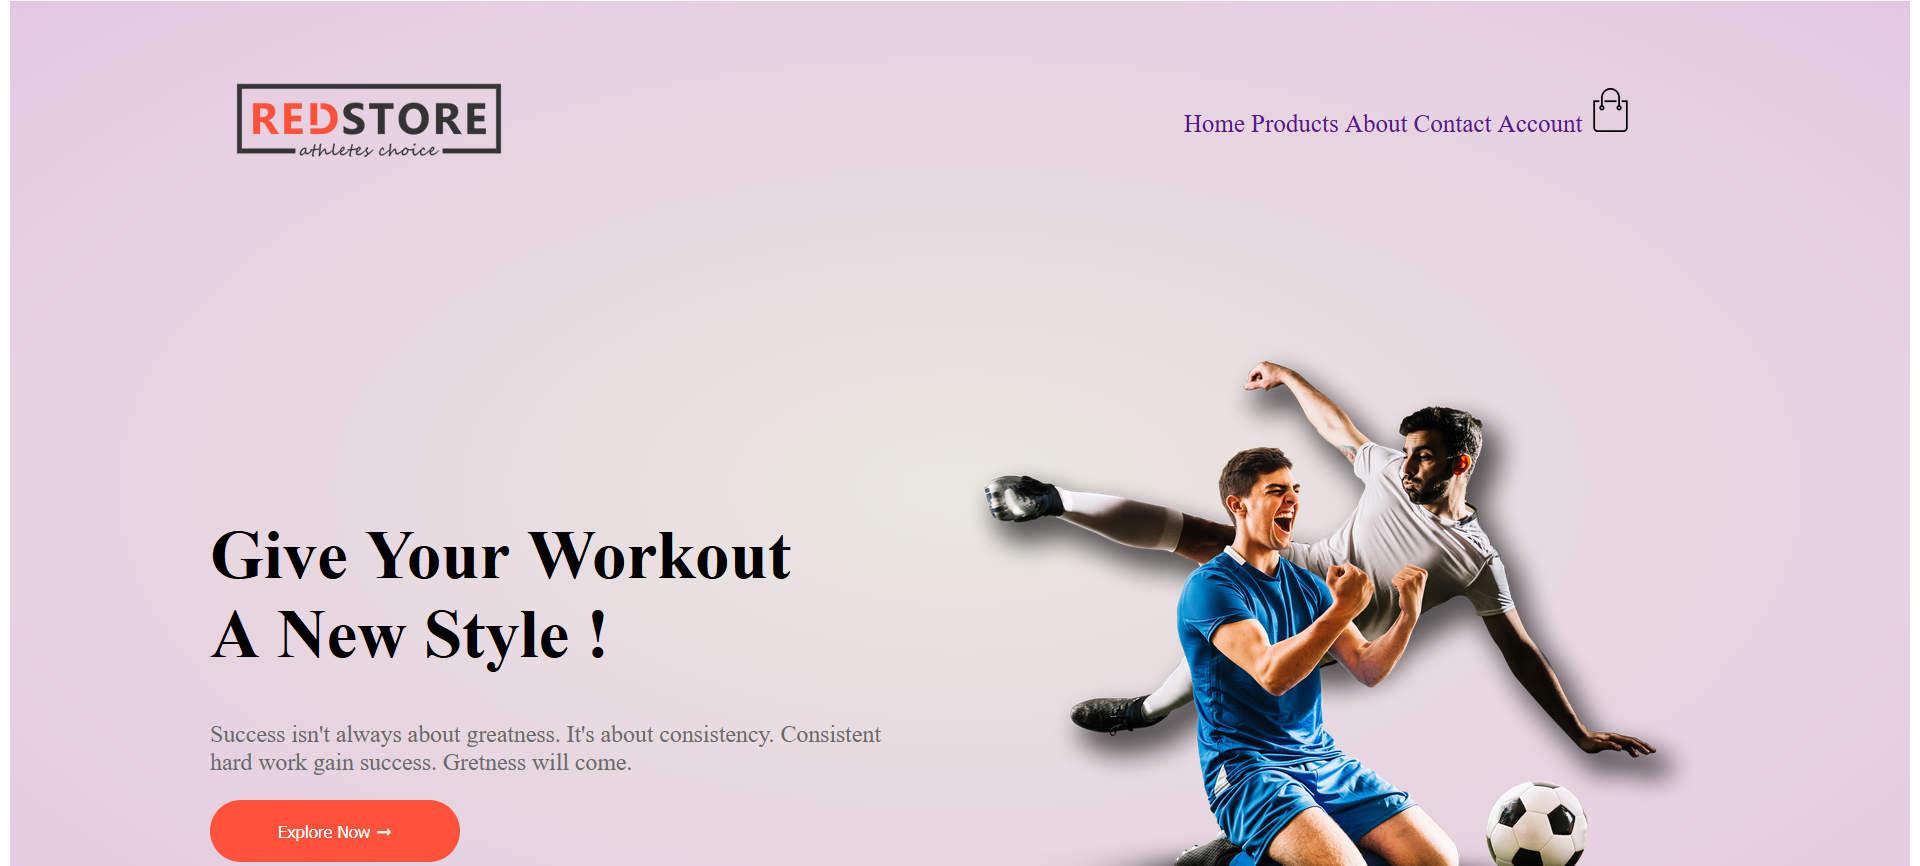 REDSTORE
athletes choice
Home Products About Contact Account
Give Your Workout
A New Style !
Success isn't always about greatness. It's about consistency. Consistent
hard work gain success. Gretness will come.
Explore Now →